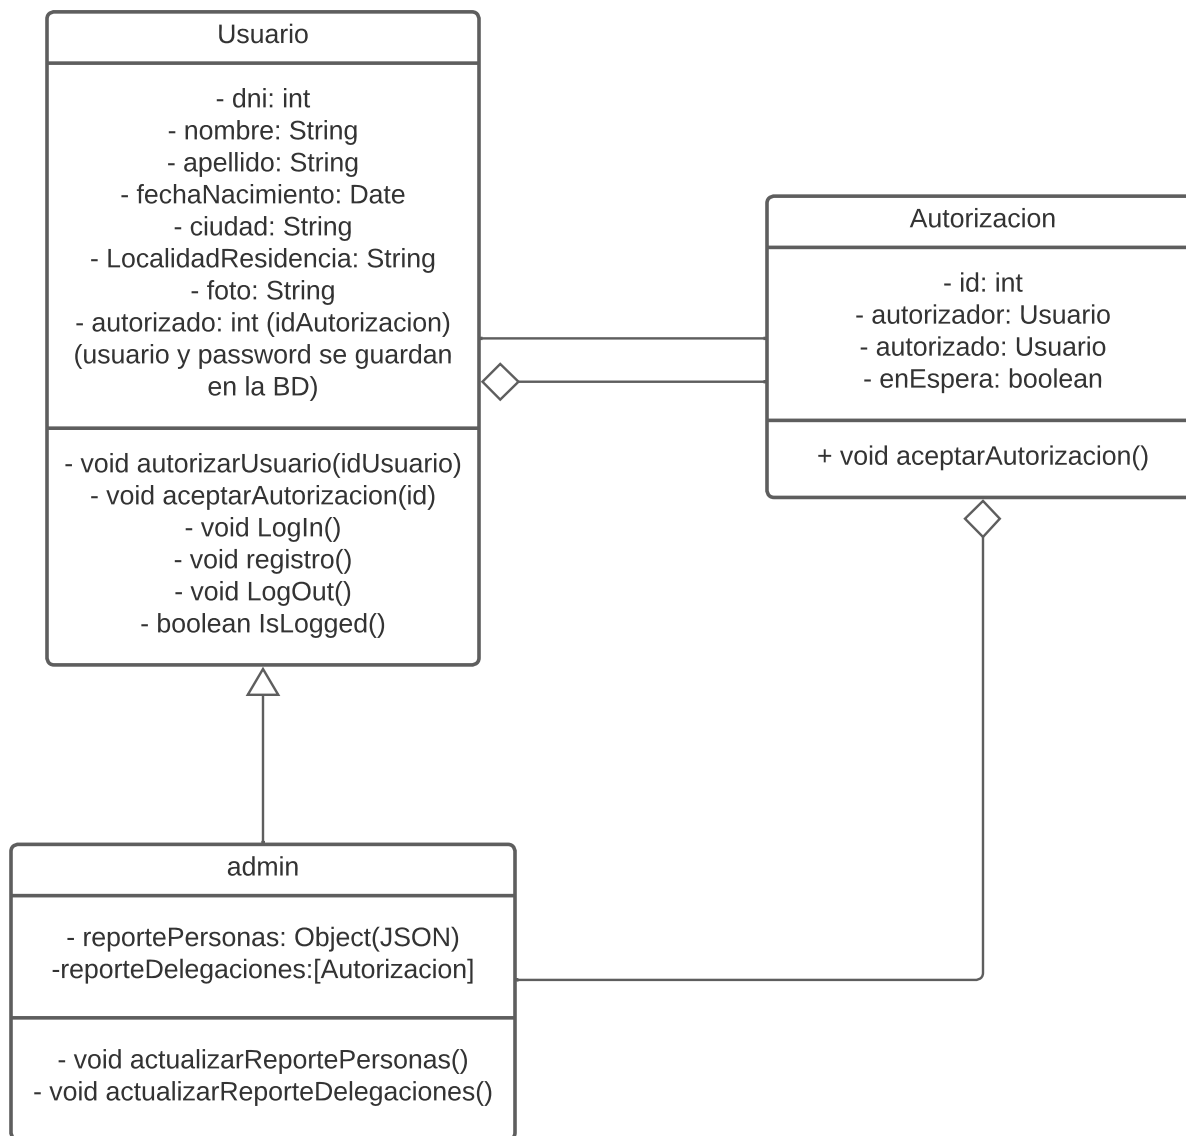 Usuario
- dni: int
- nombre: String
- apellido: String
- fechaNacimiento: Date
- ciudad: String
- LocalidadResidencia: String
- foto: String
- autorizado: int (idAutorizacion)
(usuario y password se guardan
en la BD)
- void autorizarUsuario(idUsuario)
- void aceptarAutorizacion(id)
- void LogIn()
- void registro()
- void LogOut()
- boolean IsLogged()
Autorizacion
- id: int
- autorizador: Usuario
- autorizado: Usuario
- enEspera: boolean
+ void aceptarAutorizacion()
admin
- reportePersonas: Object(JSON)
-reporteDelegaciones:[Autorizacion]
- void actualizarReportePersonas()
- void actualizarReporteDelegaciones()